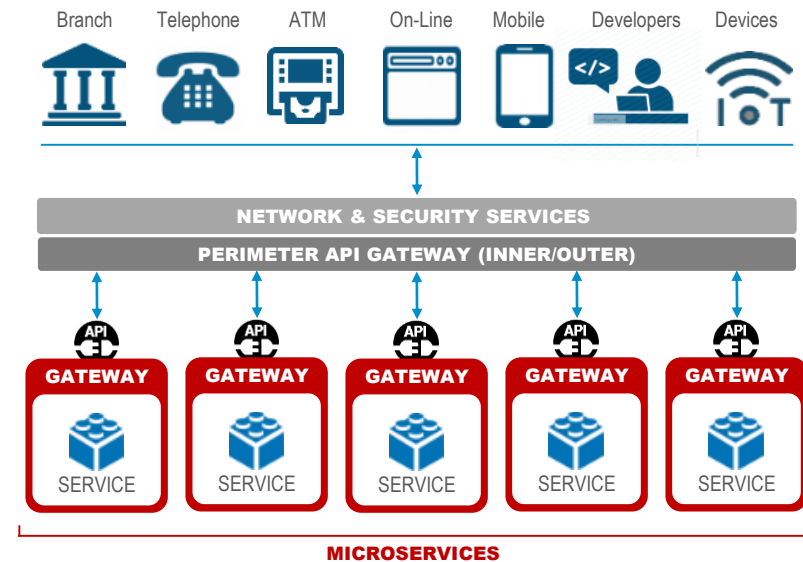 Branch Telephone ATM On-Line Mobile Developers Devices
</>
IoT
NETWORK & SECURITY SERVICES
PERIMETER API GATEWAY (INNER/OUTER)
API API API API API
GATEWAY GATEWAY GATEWAY GATEWAY GATEWAY
SERVICE SERVICE SERVICE SERVICE SERVICE
MICROSERVICES